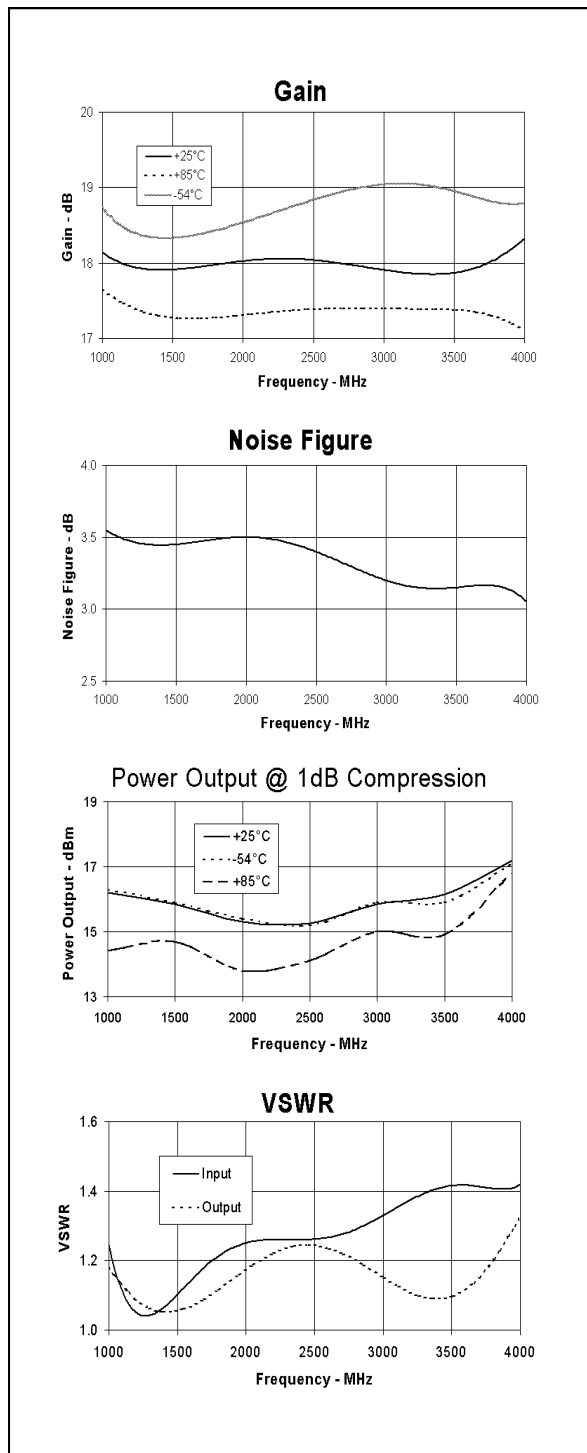 Gain
20
19
18
17
Gain - dB
+25°C
+85°C
-54°C
1000 1500 2000 2500 3000 3500 4000
Frequency - MHz
Noise Figure
4.0
3.5
3.0
2.5
Noise Figure - dB
1000 1500 2000 2500 3000 3500 4000
Frequency - MHz
Power Output @ 1dB Compression
19
17
15
13
Power Output - dBm
+25°C
-54°C
+85°C
1000 1500 2000 2500 3000 3500 4000
Frequency - MHz
VSWR
1.6
1.4
1.2
1.0
VSWR
Input
Output
1000 1500 2000 2500 3000 3500 4000
Frequency - MHz